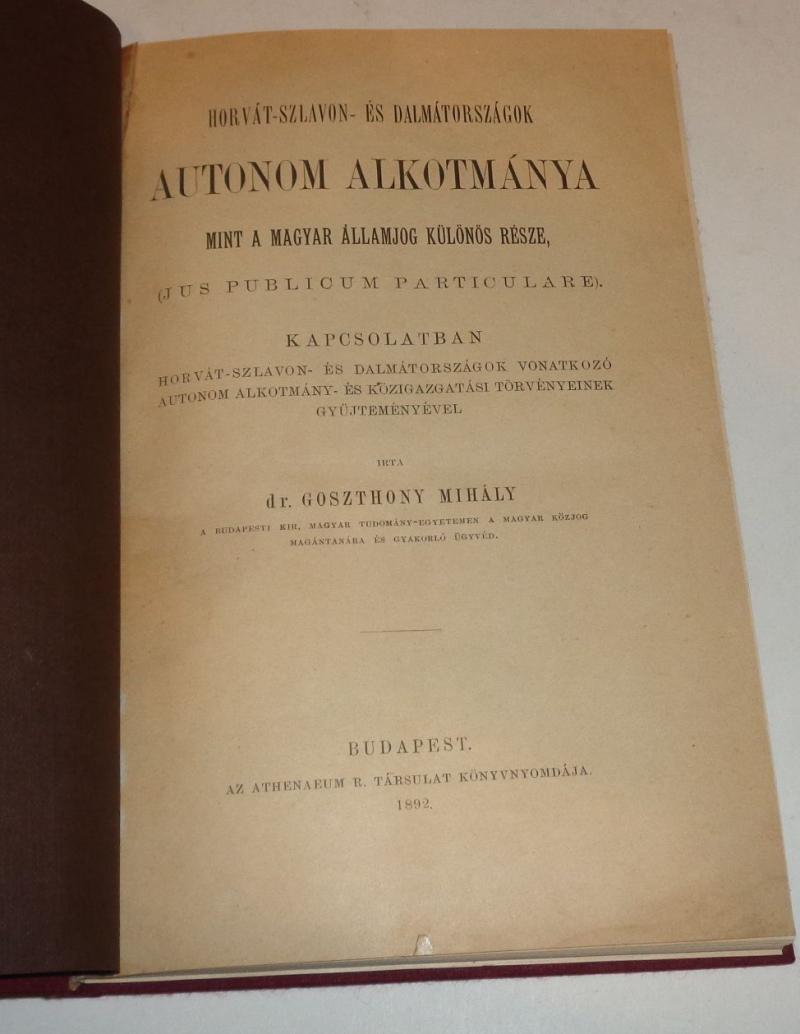 HORVÁT-SZLAVON- ÉS DALMÁTORSZÁGOK
AUTONOM ALKOTMÁNYA
MINT A MAGYAR ÁLLAMJOG KÜLÖNÖS RÉSZE,
(JUS PUBLICUM PARTICULARE).
KAPCSOLATBAN
HORVÁT-SZLAVON- ÉS DALMÁTORSZÁGOK VONATKOZÓ
AUTONOM ALKOTMÁNY- ÉS KÖZIGAZGATÁSI TÖRVÉNYEINEK
GYŰJTEMÉNYÉVEL
IRTA
dr. GOSZTHONY MIHÁLY
A BUDAPESTI KIR. MAGYAR TUDOMÁNY-EGYETEMEN A MAGYAR KÖZJOG
MAGÁNTANÁRA ÉS GYAKORLÓ ÜGYVÉD.
BUDAPEST.
AZ ATHENAEUM R. TÁRSULAT KÖNYVNYOMDÁJA.
1892.